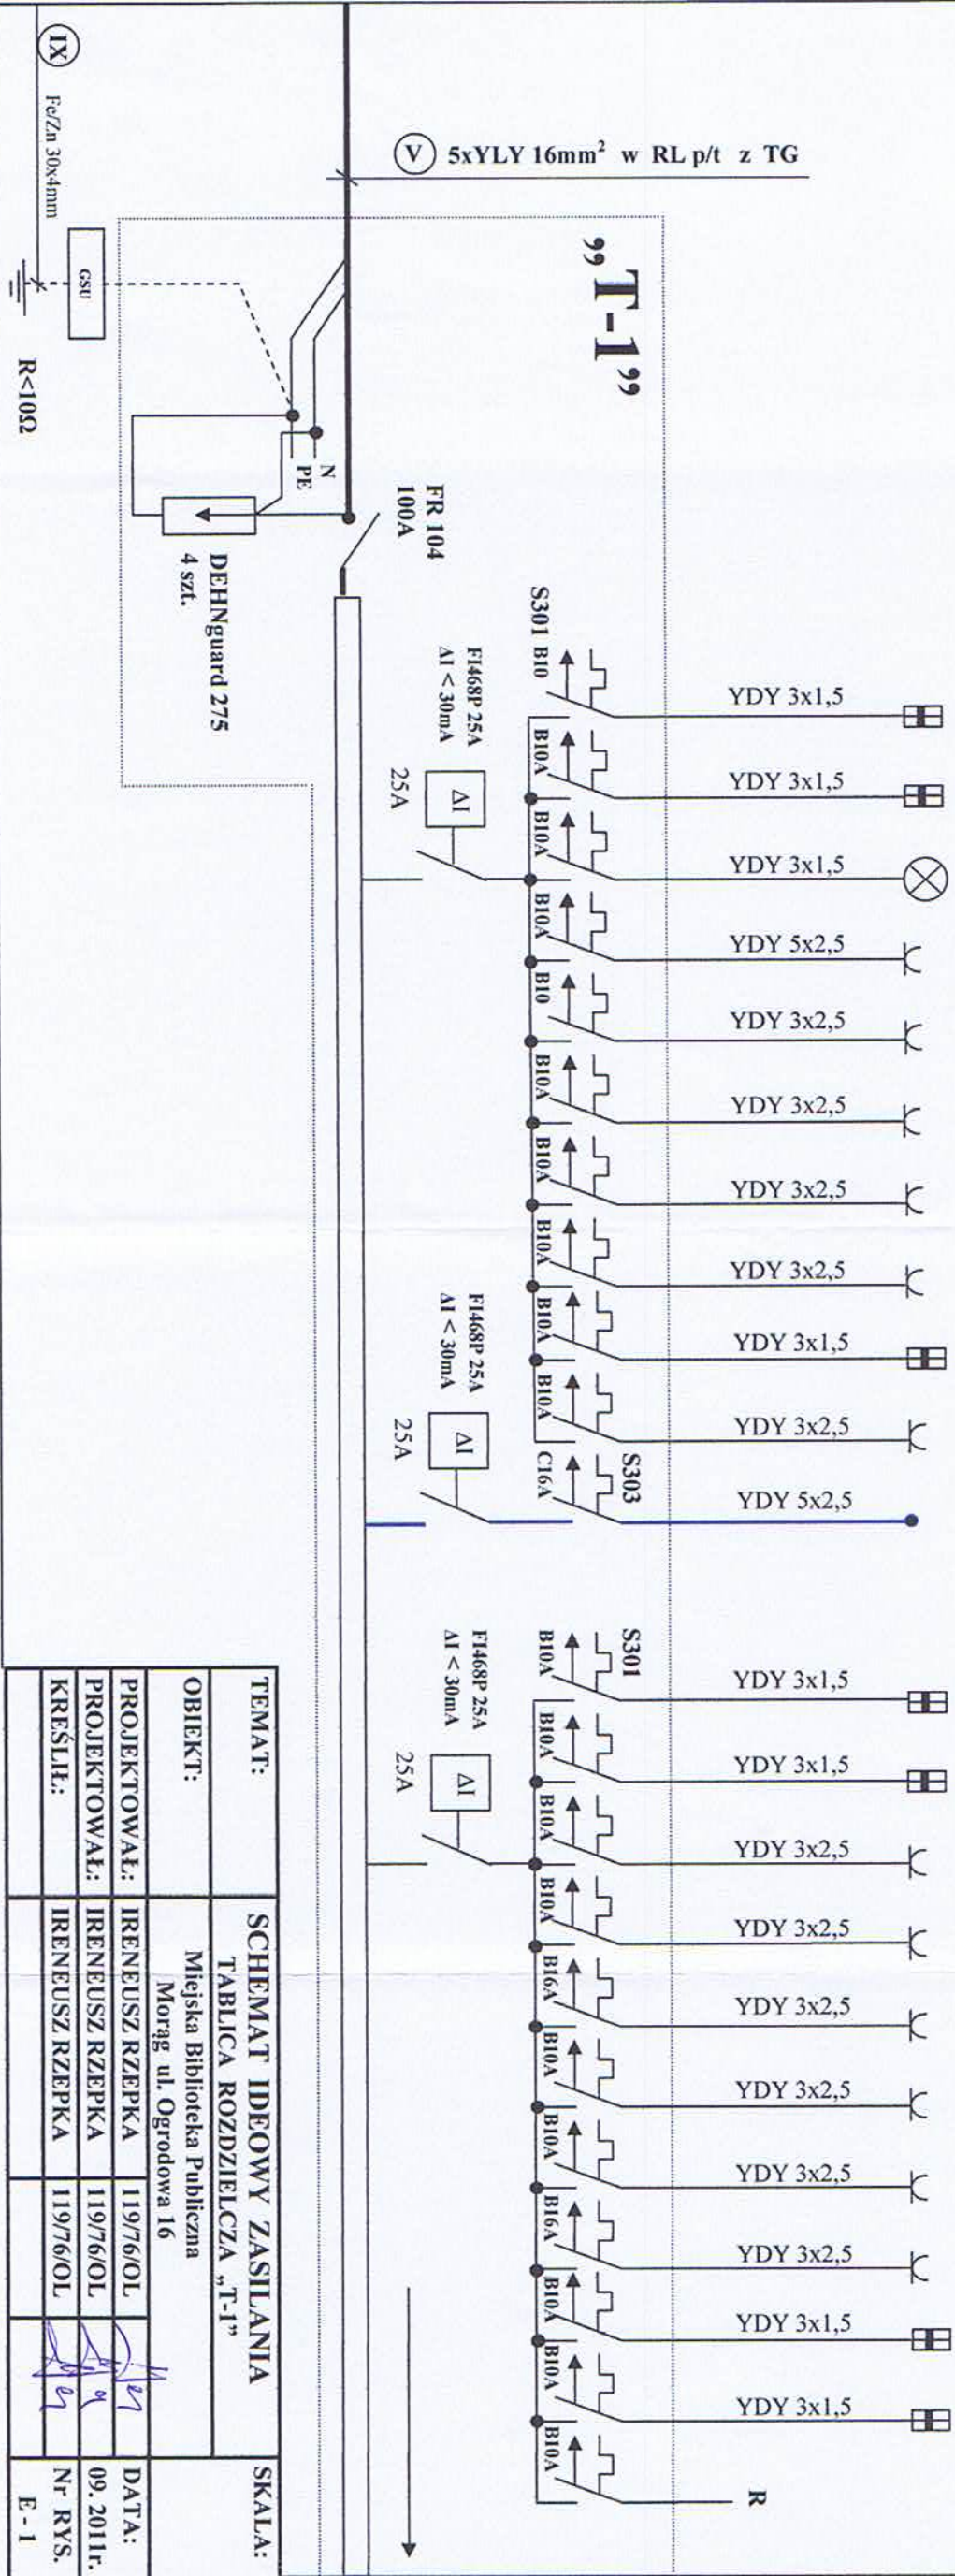 IX
Fe/Zn 30x4mm
V 5xYLY 16mm² w RL p/t z TG
„T-1”
GSU
R<10Ω
N
PE
DEHNguard 275
4 szt.
FR 104
100A
S301 B10
B10A
B10A
B10A
B10
B10A
B10A
B10A
B10A
B10A
C16A
S303
FI468P 25A
ΔI < 30mA
ΔI
25A
FI468P 25A
ΔI < 30mA
ΔI
25A
YDY 3x1,5
YDY 3x1,5
YDY 3x1,5
YDY 5x2,5
YDY 3x2,5
YDY 3x2,5
YDY 3x2,5
YDY 3x2,5
YDY 3x1,5
YDY 3x2,5
YDY 5x2,5
S301
B10A
B10A
B10A
B10A
B16A
B10A
B10A
B16A
B10A
B10A
B10A
FI468P 25A
ΔI < 30mA
ΔI
25A
YDY 3x1,5
YDY 3x1,5
YDY 3x2,5
YDY 3x2,5
YDY 3x2,5
YDY 3x2,5
YDY 3x2,5
YDY 3x2,5
YDY 3x1,5
YDY 3x1,5
R
TEMAT: SCHEMAT IDEOWY ZASILANIA SKALA:
TABLICA ROZDZIELCZA „T-1”
OBIEKT: Miejska Biblioteka Publiczna
Morąg ul. Ogrodowa 16
PROJEKTOWAŁ: IRENEUSZ RZEPKA 119/76/OL DATA:
PROJEKTOWAŁ: IRENEUSZ RZEPKA 119/76/OL 09. 2011r.
KREŚLIŁ: IRENEUSZ RZEPKA 119/76/OL Nr RYS.
E - 1